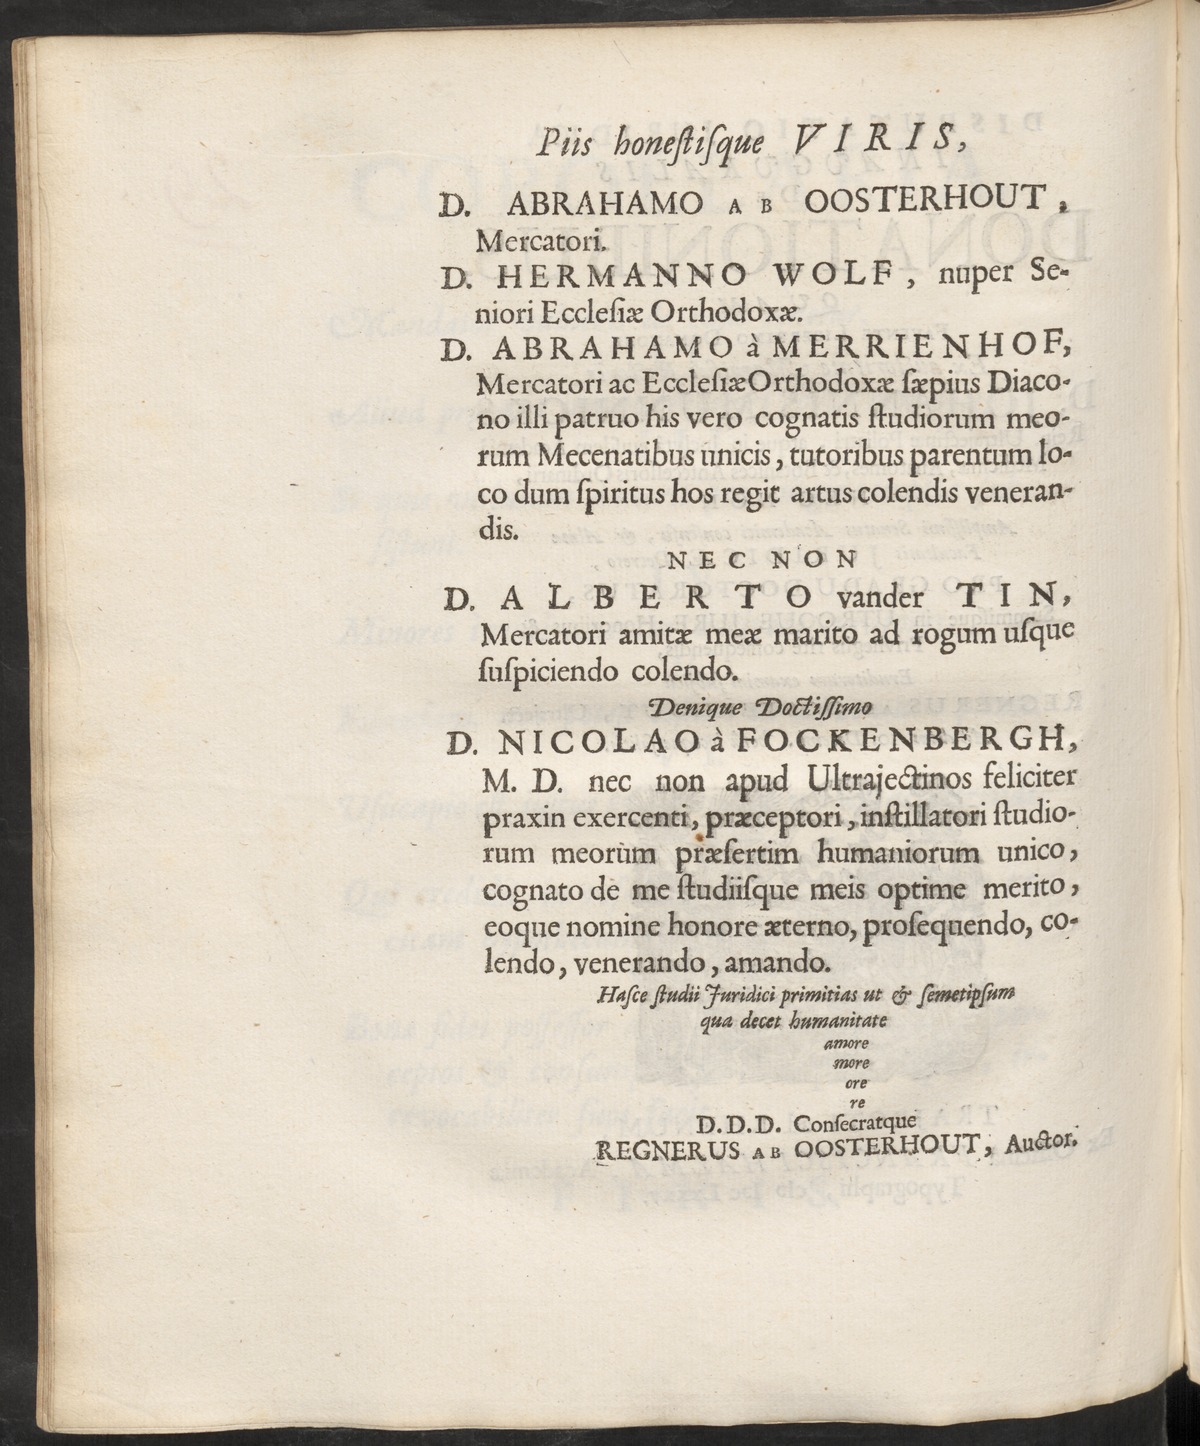 Piis honeſtiſque VIRIS,
D. ABRAHAMO AB OOSTERHOUT,
Mercatori.
D. HERMANNO WOLF, nuper Se-
niori Eccleſiæ Orthodoxæ.
D. ABRAHAMO à MERRIENHOF,
Mercatori ac Eccleſiæ Orthodoxæ ſæpius Diaco-
no illi patruo his vero cognatis ſtudiorum meo-
rum Mecenatibus unicis, tutoribus parentum lo-
co dum ſpiritus hos regit artus colendis veneran-
dis.
NEC NON
D. ALBERTO vander TIN,
Mercatori amitæ meæ marito ad rogum uſque
ſuſpiciendo colendo.
Denique Doctiſſimo
D. NICOLAO à FOCKENBERGH,
M. D. nec non apud Ultrajectinos feliciter
praxin exercenti, præceptori, inſtillatori ſtudio-
rum meorum præſertim humaniorum unico,
cognato de me ſtudiiſque meis optime merito,
eoque nomine honore æterno, proſequendo, co-
lendo, venerando, amando.
Haſce ſtudii Juridici primitias ut & ſemetipſum
qua decet humanitate
amore
more
ore
re
D.D.D. Conſecratque
REGNERUS AB OOSTERHOUT, Auctor.